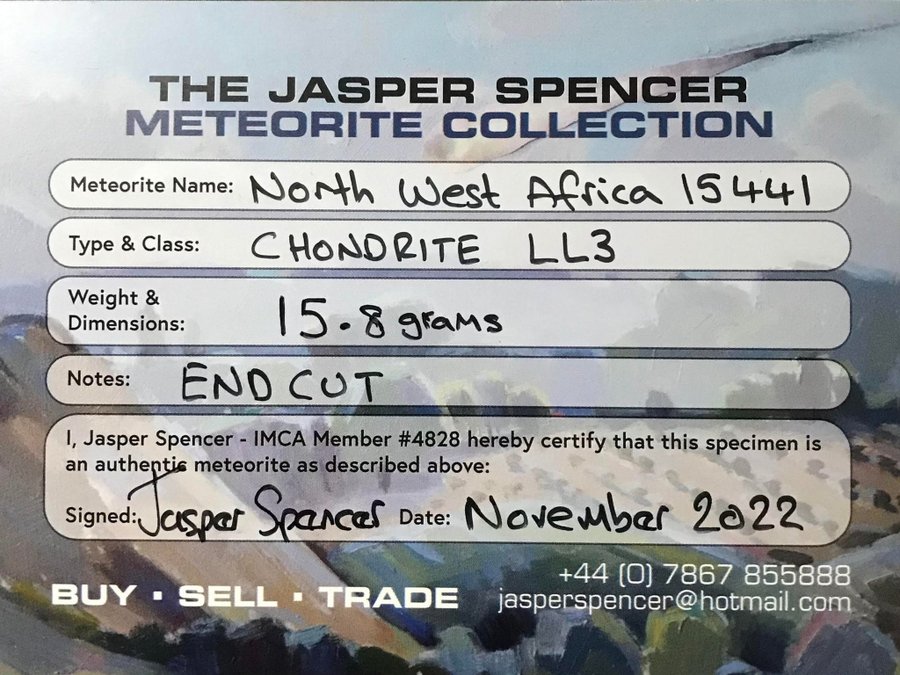 THE JASPER SPENCER
METEORITE COLLECTION
Meteorite Name: North West Africa 15441
Type & Class: CHONDRITE LL3
Weight &
Dimensions: 15.8 grams
Notes: END CUT
I, Jasper Spencer - IMCA Member #4828 hereby certify that this specimen is
an authentic meteorite as described above:
Signed: Jasper Spencer Date: November 2022
+44 (0) 7867 855888
BUY · SELL · TRADE jasperspencer@hotmail.com